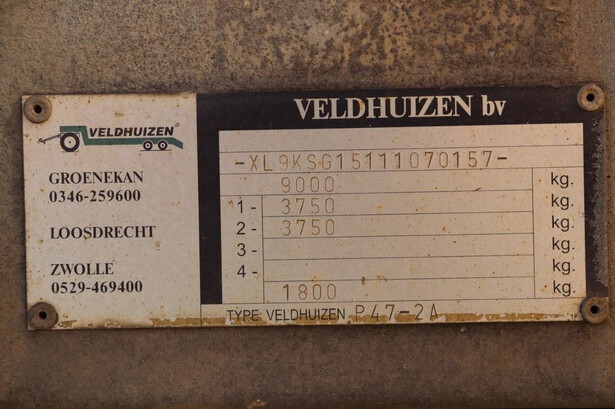 VELDHUIZEN
GROENEKAN
0346-259600
LOOSDRECHT
ZWOLLE
0529-469400
VELDHUIZEN bv
-XL9KSG15111070157-
9000 kg.
1- 3750 kg.
2- 3750 kg.
3- kg.
4- kg.
1800 kg.
TYPE: VELDHUIZEN P47-2A